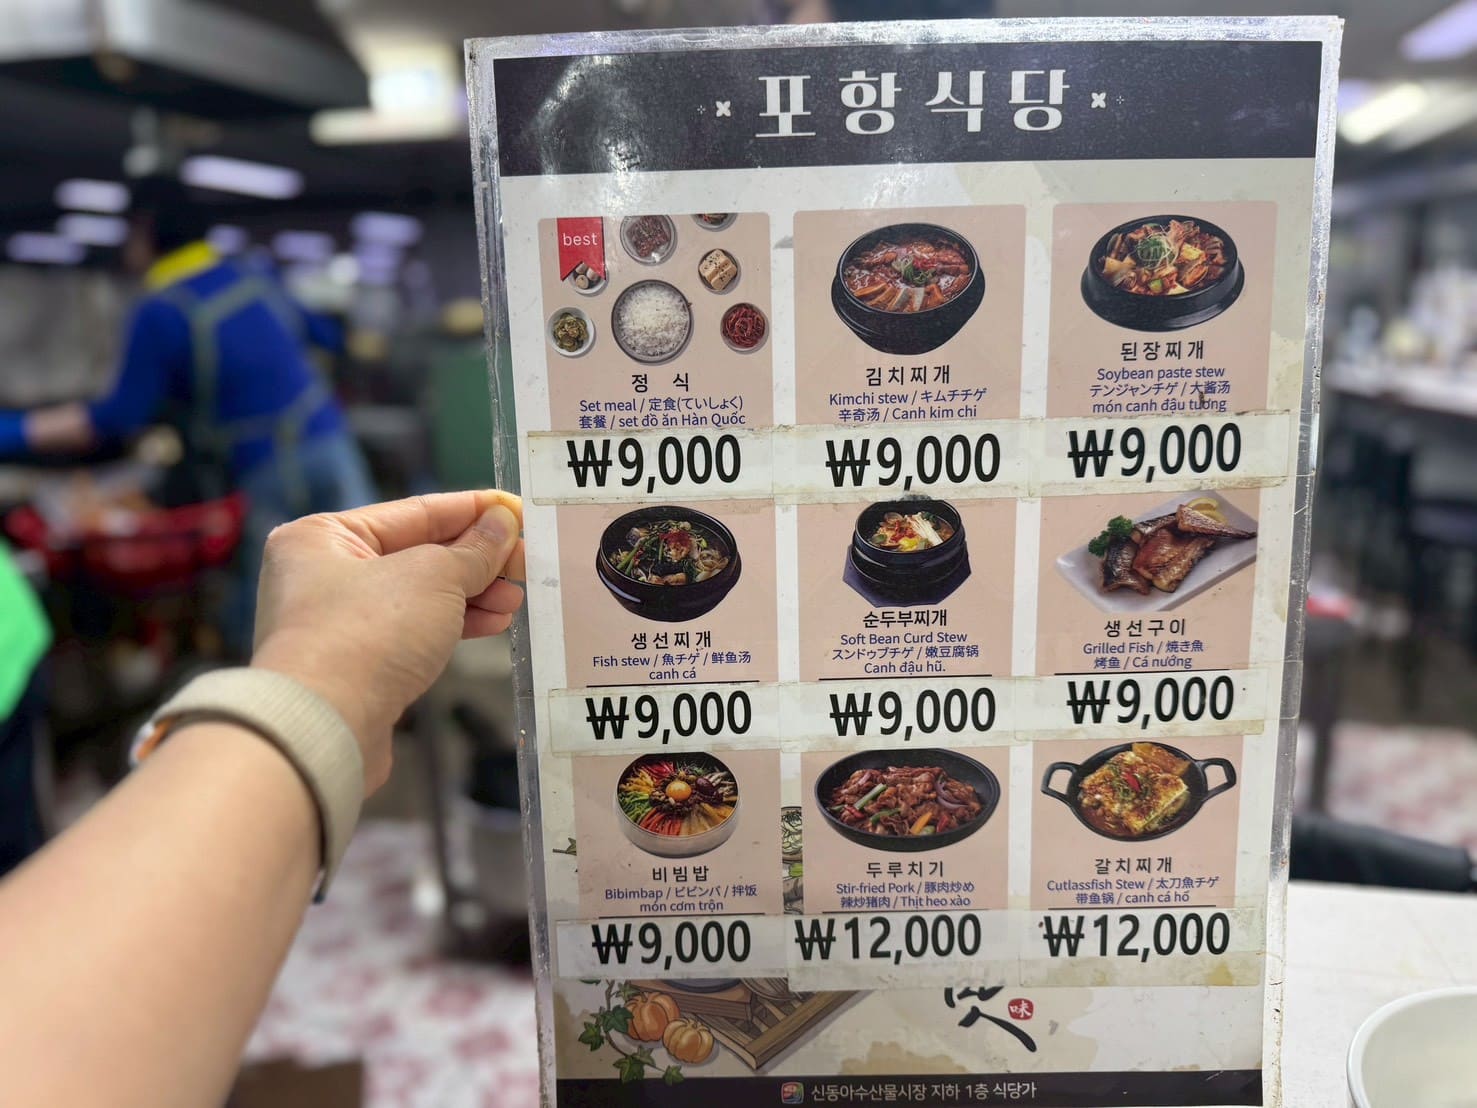 포항식당
best
정 식
Set meal / 定食(ていしょく)
套餐 / set đồ ăn Hàn Quốc
₩9,000
김치찌개
Kimchi stew / キムチチゲ
辛奇汤 / Canh kim chi
₩9,000
된장찌개
Soybean paste stew
テンジャンチゲ / 大酱汤
món canh đậu tương
₩9,000
생선찌개
Fish stew / 魚チゲ / 鲜鱼汤
canh cá
₩9,000
순두부찌개
Soft Bean Curd Stew
スンドゥブチゲ / 嫩豆腐锅
Canh đậu hũ.
₩9,000
생선구이
Grilled Fish / 焼き魚
烤鱼 / Cá nướng
₩9,000
비빔밥
Bibimbap / ビビンバ / 拌饭
món cơm trộn
₩9,000
두루치기
Stir-fried Pork / 豚肉炒め
辣炒猪肉 / Thịt heo xào
₩12,000
갈치찌개
Cutlassfish Stew / 太刀魚チゲ
带鱼锅 / canh cá hố
₩12,000
味
신동아수산물시장 지하 1층 식당가